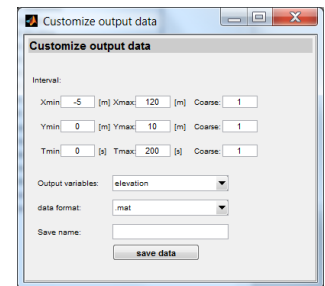 Customize output data
Customize output data
Interval:
Xmin -5 [m] Xmax: 120 [m] Coarse: 1
Ymin 0 [m] Ymax: 10 [m] Coarse: 1
Tmin 0 [s] Tmax: 200 [s] Coarse: 1
Output variables: elevation
data format: .mat
Save name:
save data